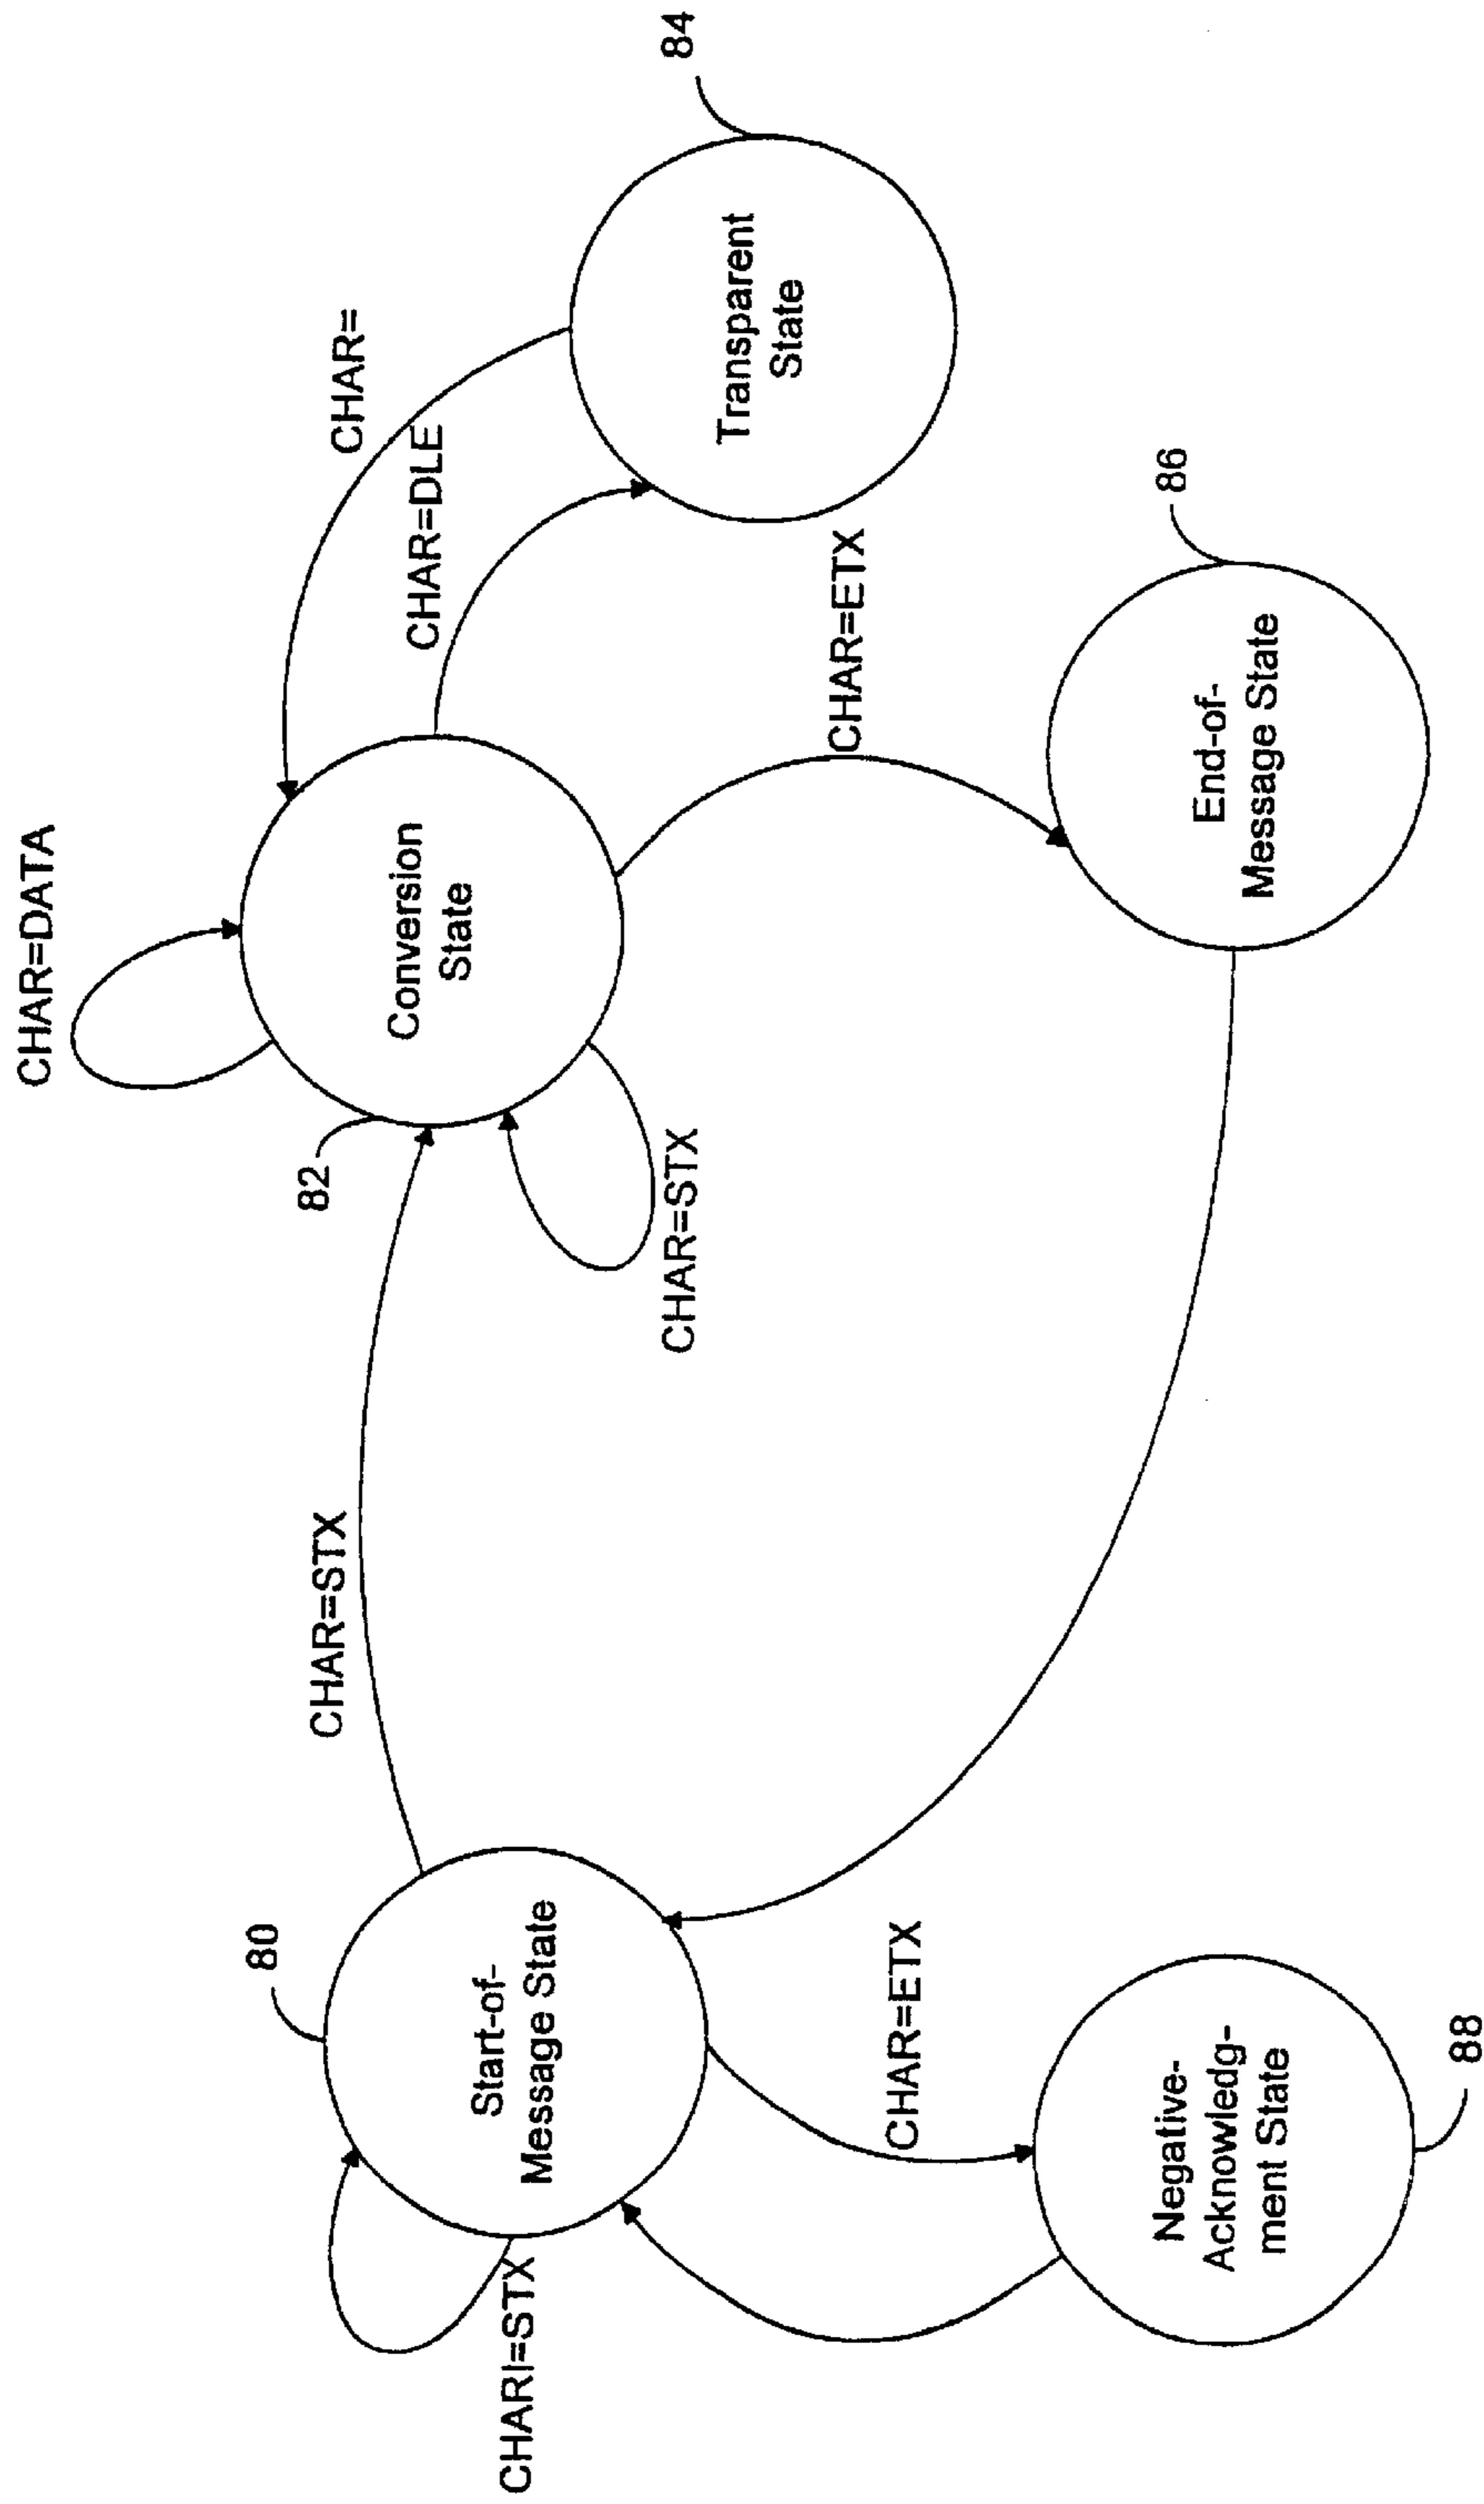 CHAR=DATA
80
Start-of-
Message State
CHAR!=STX
CHAR=STX
82
Conversion
State
CHAR=STX
CHAR=
CHAR=DLE
84
Transparent
State
CHAR=ETX
86
End-of-
Message State
CHAR=ETX
Negative-
Acknowledg-
ment State
88